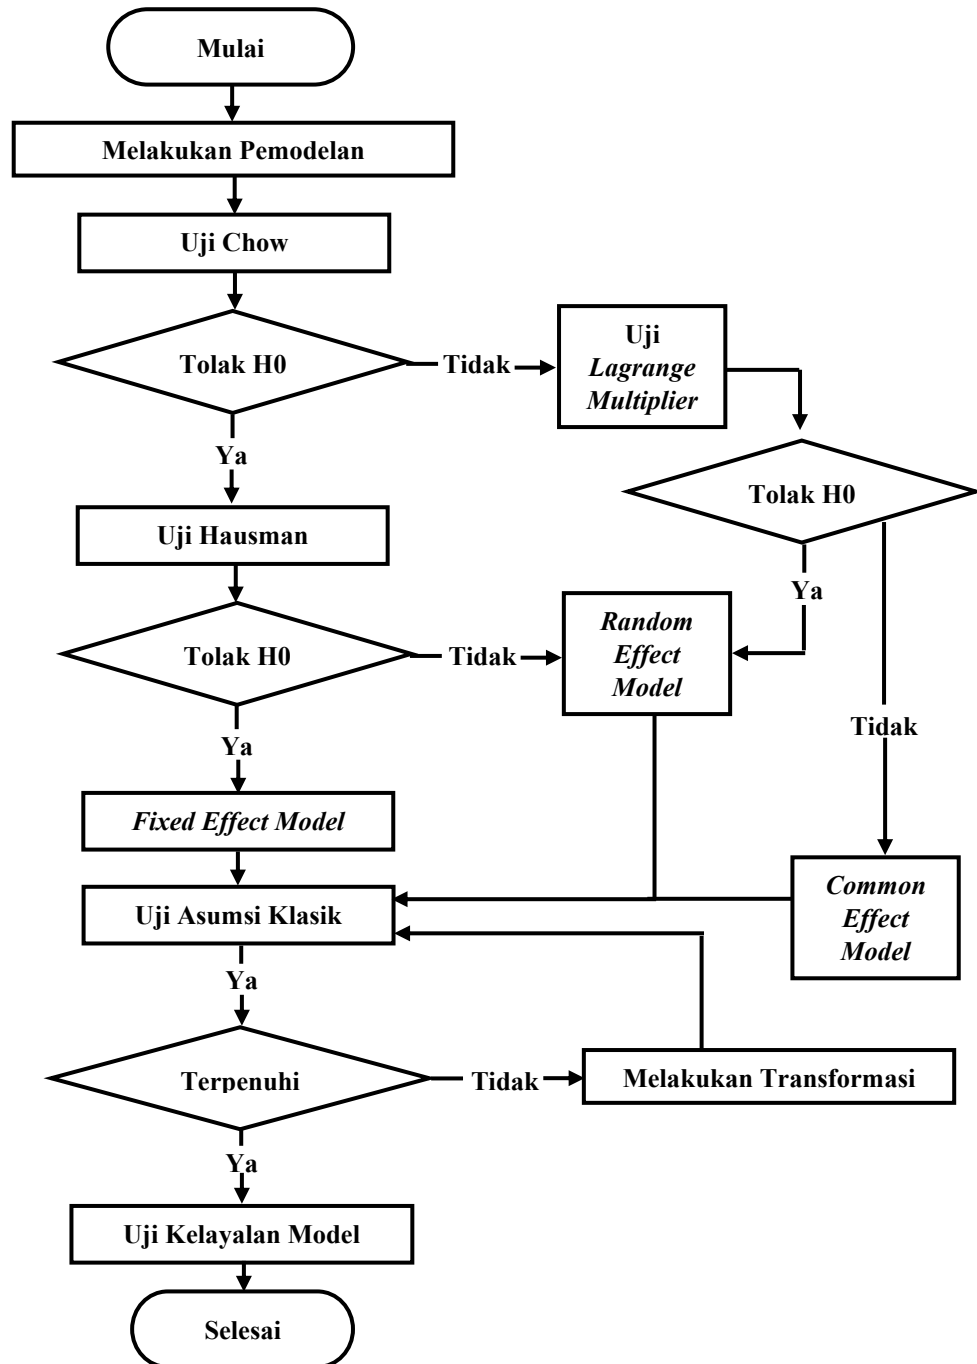 Mulai
Melakukan Pemodelan
Uji Chow
Tolak H0
Tidak
Uji
Lagrange
Multiplier
Ya
Tolak H0
Uji Hausman
Ya
Tolak H0
Tidak
Random
Effect
Model
Tidak
Ya
Fixed Effect Model
Uji Asumsi Klasik
Common
Effect
Model
Ya
Terpenuhi
Tidak
Melakukan Transformasi
Ya
Uji Kelayalan Model
Selesai